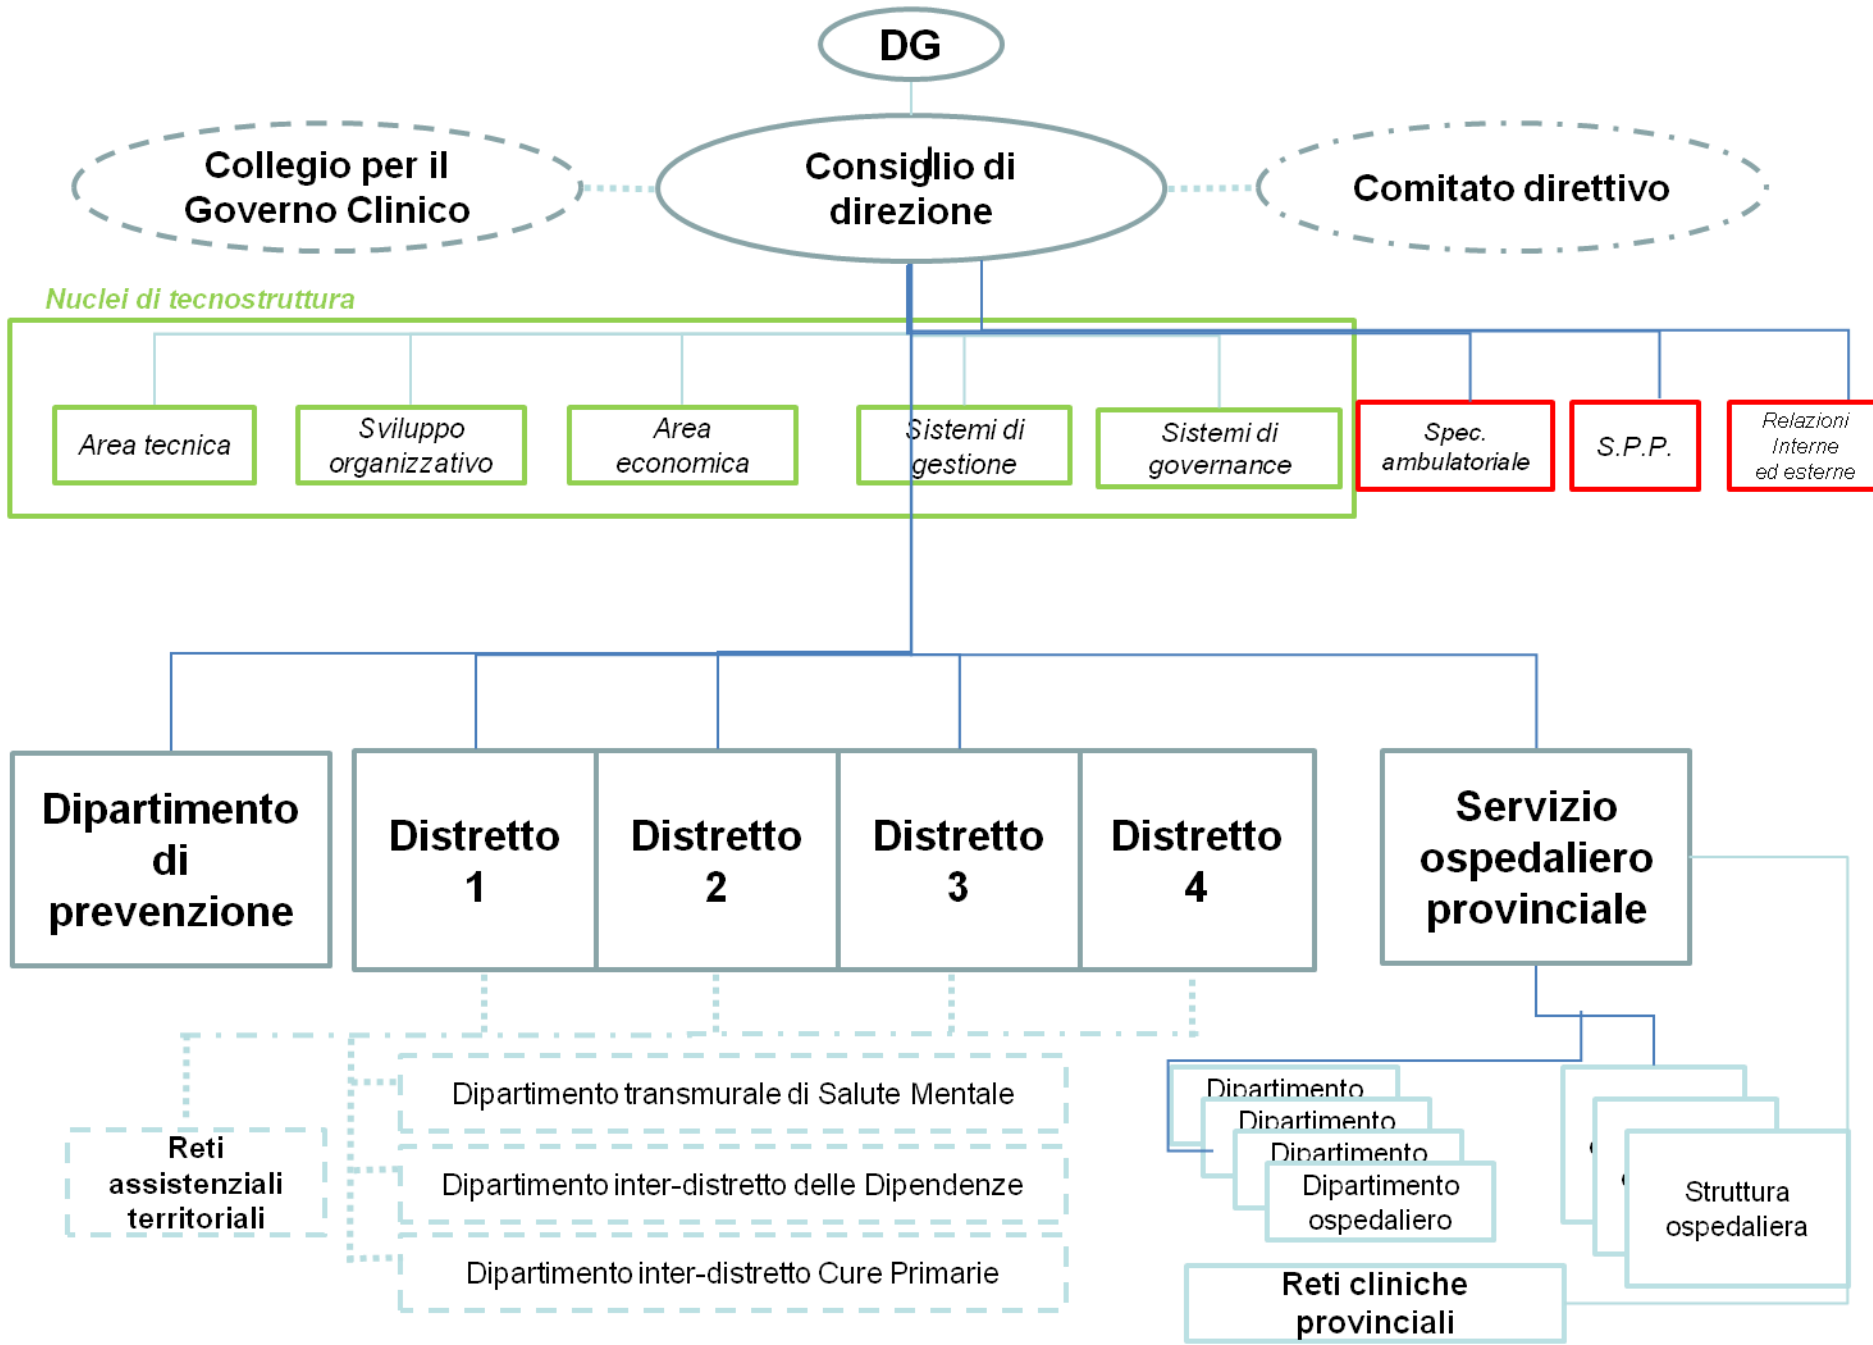 DG
Collegio per il
Governo Clinico
Consiglio di
direzione
Comitato direttivo
Nuclei di tecnostruttura
Area tecnica
Sviluppo
organizzativo
Area
economica
Sistemi di
gestione
Sistemi di
governance
Spec.
ambulatoriale
S.P.P.
Relazioni
Interne
ed esterne
Dipartimento
di
prevenzione
Distretto
1
Distretto
2
Distretto
3
Distretto
4
Servizio
ospedaliero
provinciale
Reti
assistenziali
territoriali
Dipartimento transmurale di Salute Mentale
Dipartimento inter-distretto delle Dipendenze
Dipartimento inter-distretto Cure Primarie
Dipartimento
Dipartimento
Dipartimento
Dipartimento
ospedaliero
Struttura
ospedaliera
Reti cliniche
provinciali